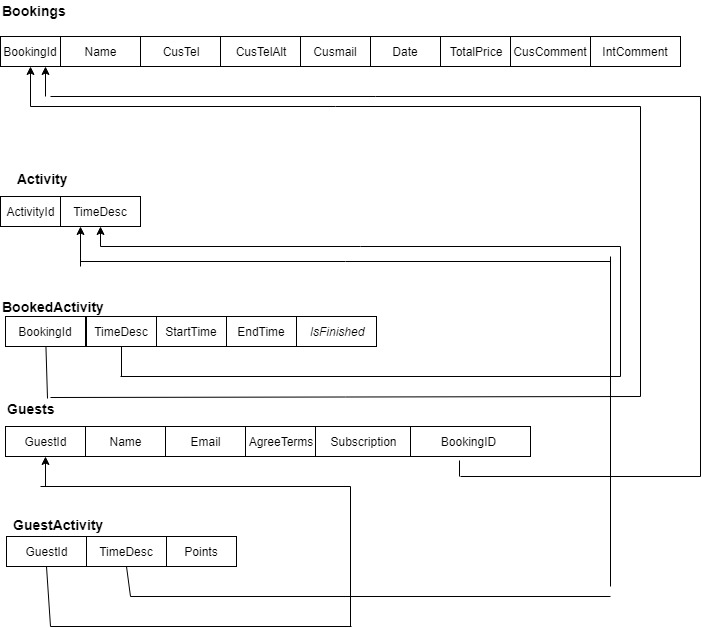 Bookings
BookingId Name CusTel CusTelAlt Cusmail Date TotalPrice CusComment IntComment
Activity
ActivityId TimeDesc
BookedActivity
BookingId TimeDesc StartTime EndTime IsFinished
Guests
GuestId Name Email AgreeTerms Subscription BookingID
GuestActivity
GuestId TimeDesc Points